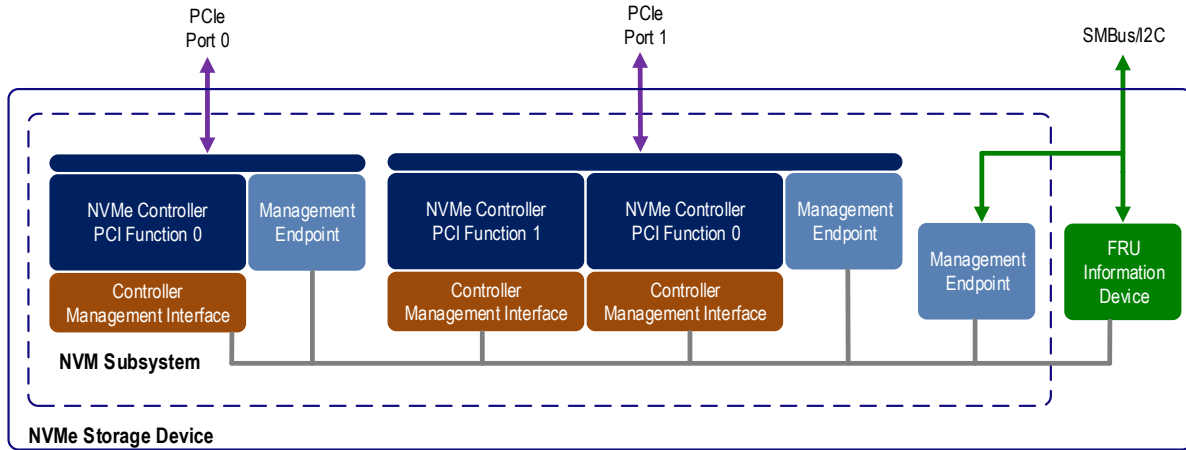 PCIe
Port 0
PCIe
Port 1
SMBus/I2C
NVMe Controller
PCI Function 0
Management
Endpoint
NVMe Controller
PCI Function 1
NVMe Controller
PCI Function 0
Management
Endpoint
Management
Endpoint
FRU
Information
Device
Controller
Management Interface
Controller
Management Interface
Controller
Management Interface
NVM Subsystem
NVMe Storage Device